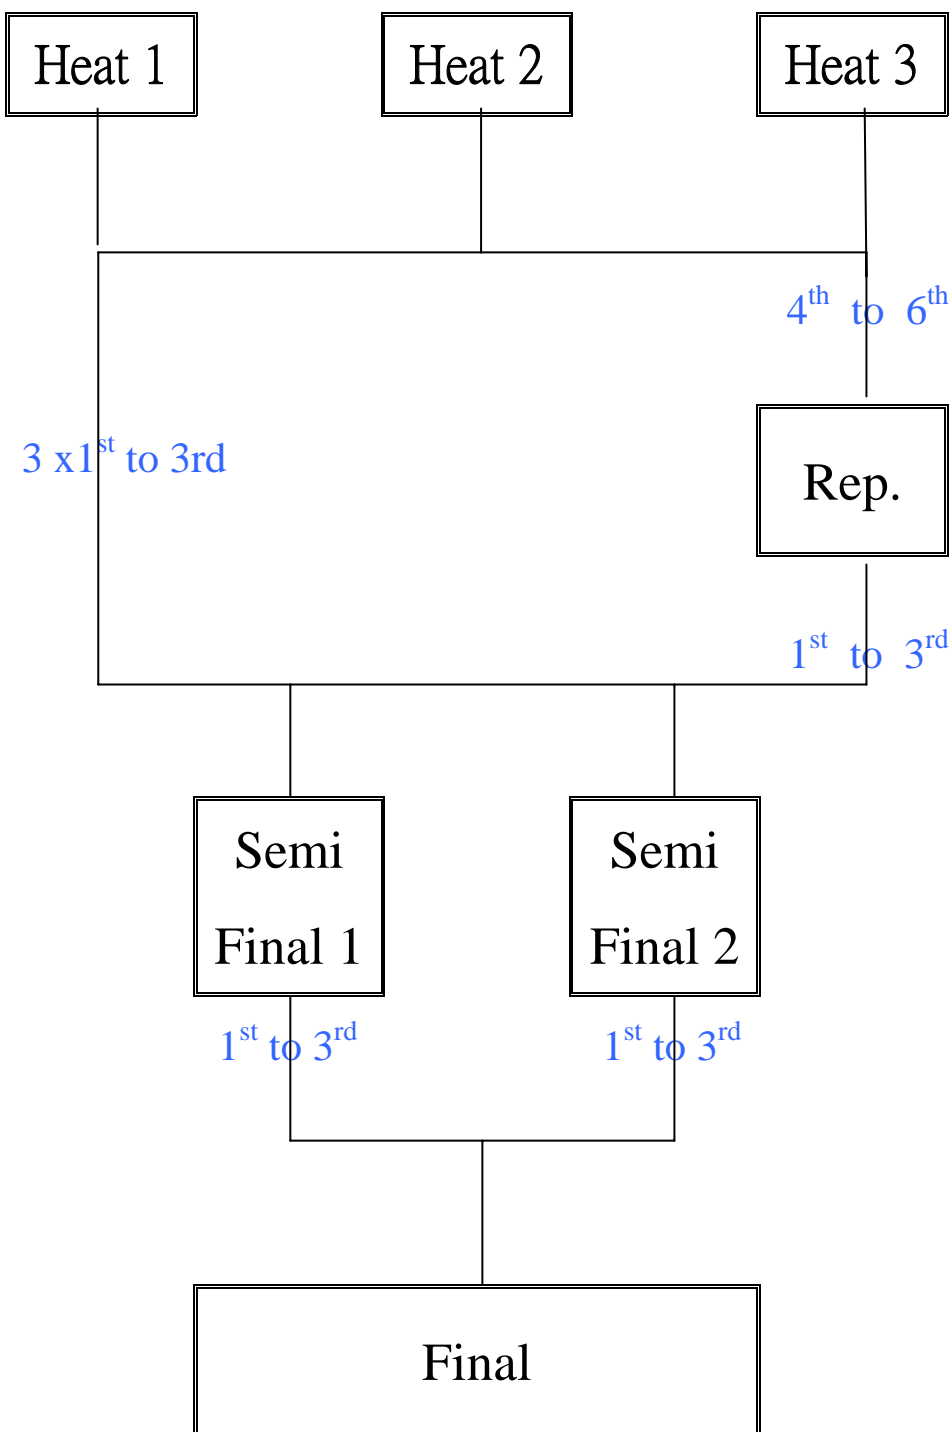 Heat 1
Heat 2
Heat 3
4th to 6th
3 x1st to 3rd
Rep.
1st to 3rd
Semi
Final 1
Semi
Final 2
1st to 3rd
1st to 3rd
Final